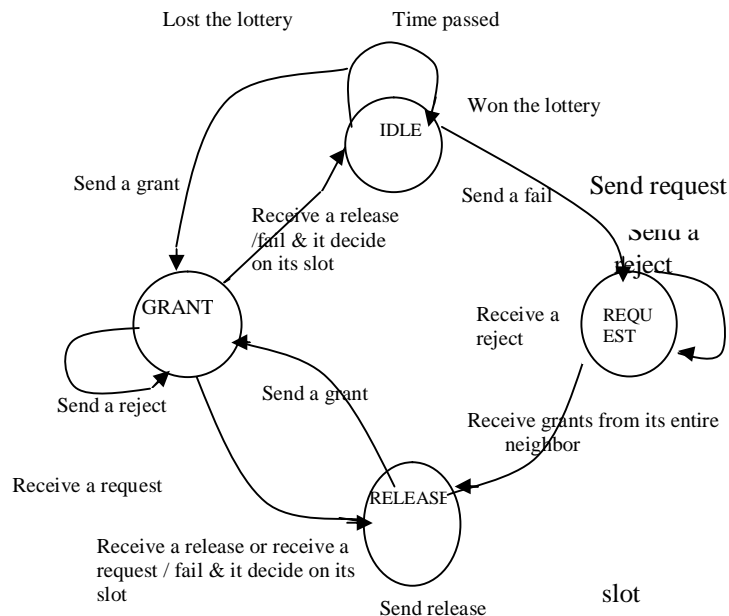 Lost the lottery
Time passed
Won the lottery
IDLE
Send a grant
Send a fail
Send request
Send a
reject
Receive a release
/fail & it decide
on its slot
GRANT
Receive a
reject
REQU
EST
Send a reject
Send a grant
Receive grants from its entire
neighbor
Receive a request
RELEASE
Receive a release or receive a
request / fail & it decide on its
slot
slot
Send release